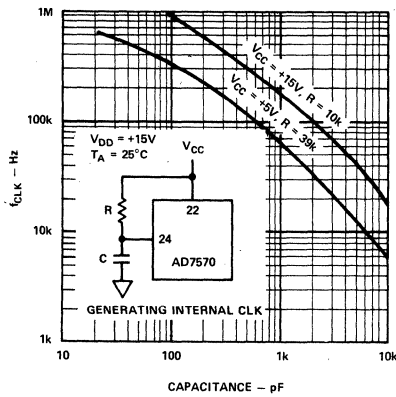 1M
100k
10k
1k
fCLK – Hz
VCC = +15V, R = 10k
VCC = +5V, R = 39k
VDD = +15V
TA = 25°C
VCC
R
22
24
C
AD7570
GENERATING INTERNAL CLK
10
100
1k
10k
CAPACITANCE – pF